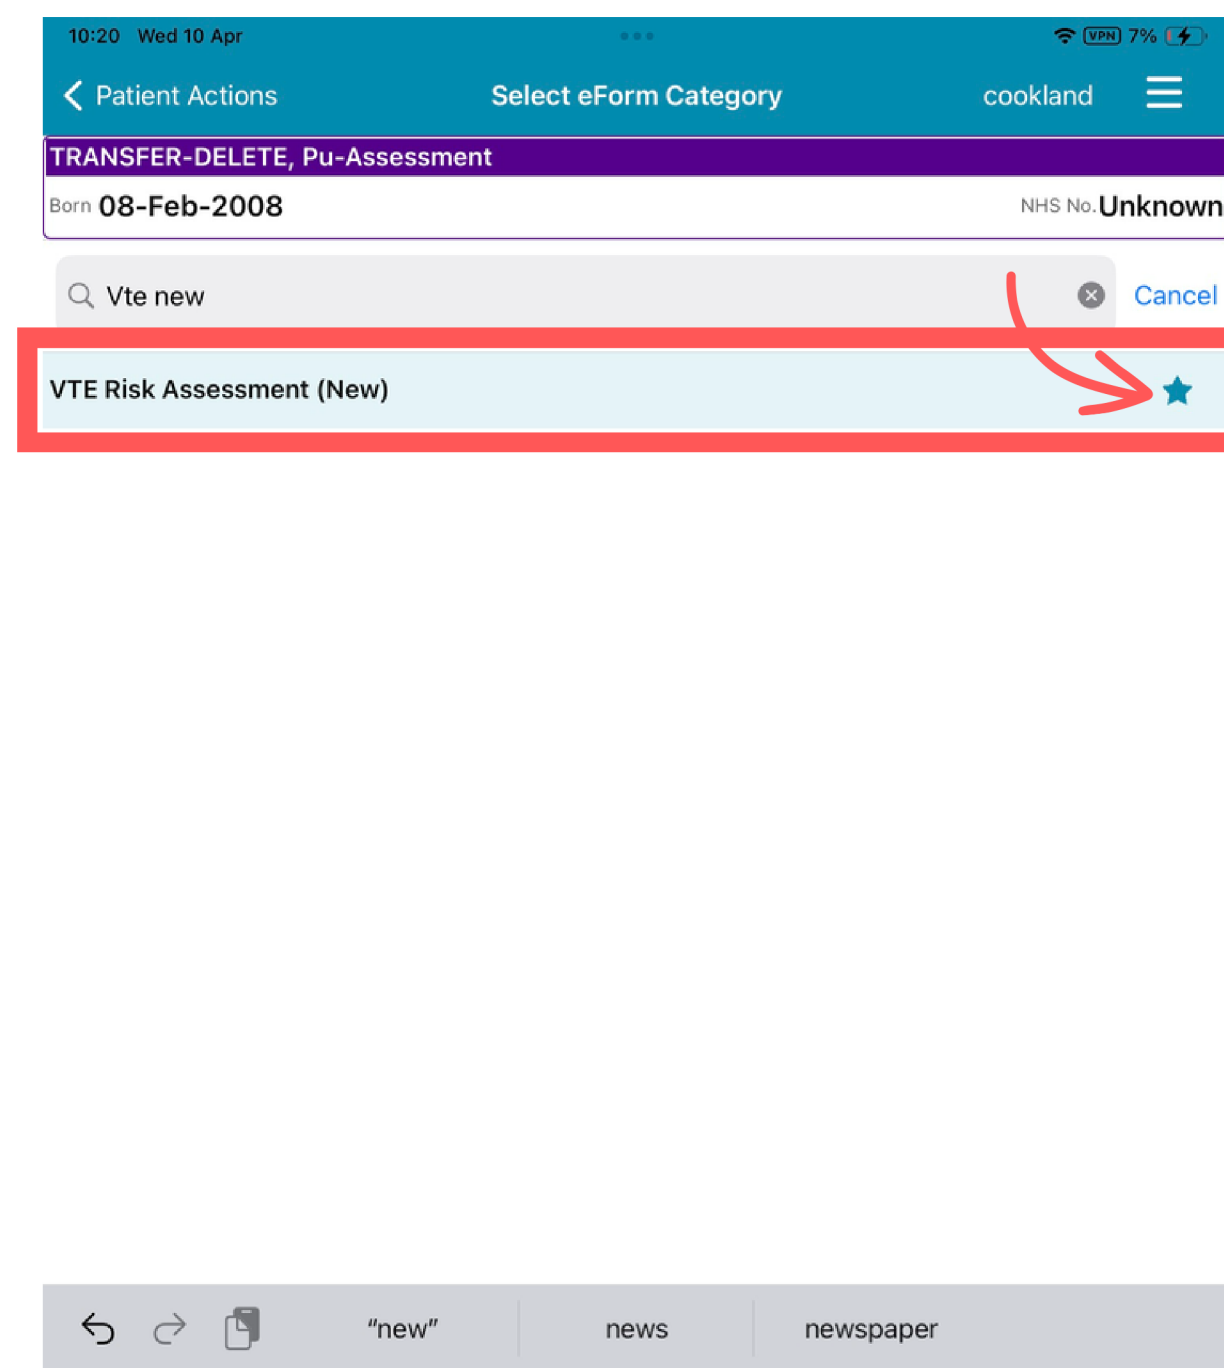 10:20 Wed 10 Apr VPN 7%
Patient Actions Select eForm Category cookland
TRANSFER-DELETE, Pu-Assessment
Born 08-Feb-2008 NHS No. Unknown
Vte new Cancel
VTE Risk Assessment (New)
“new” news newspaper